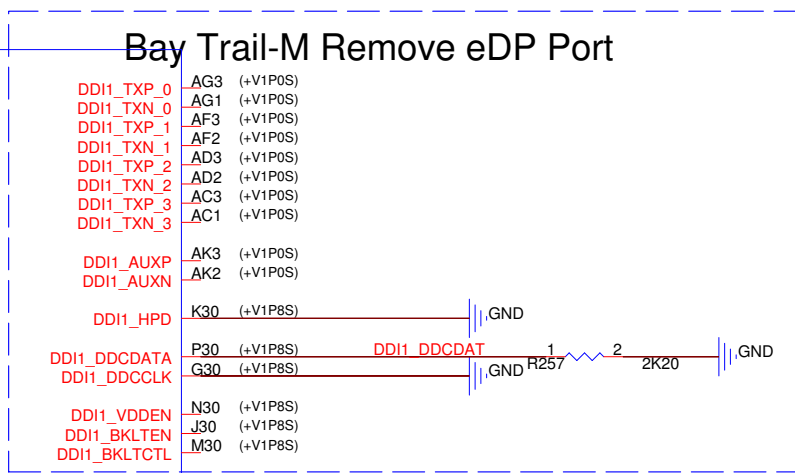 Bay Trail-M Remove eDP Port
DDI1_TXP_0 AG3 (+V1P0S)
DDI1_TXN_0 AG1 (+V1P0S)
DDI1_TXP_1 AF3 (+V1P0S)
DDI1_TXN_1 AF2 (+V1P0S)
DDI1_TXP_2 AD3 (+V1P0S)
DDI1_TXN_2 AD2 (+V1P0S)
DDI1_TXP_3 AC3 (+V1P0S)
DDI1_TXN_3 AC1 (+V1P0S)
DDI1_AUXP AK3 (+V1P0S)
DDI1_AUXN AK2 (+V1P0S)
DDI1_HPD K30 (+V1P8S) GND
DDI1_DDCDATA P30 (+V1P8S) DDI1_DDCDAT 1 2 GND
DDI1_DDCCLK G30 (+V1P8S) GND R257 2K20
DDI1_VDDEN N30 (+V1P8S)
DDI1_BKLTEN J30 (+V1P8S)
DDI1_BKLTCTL M30 (+V1P8S)